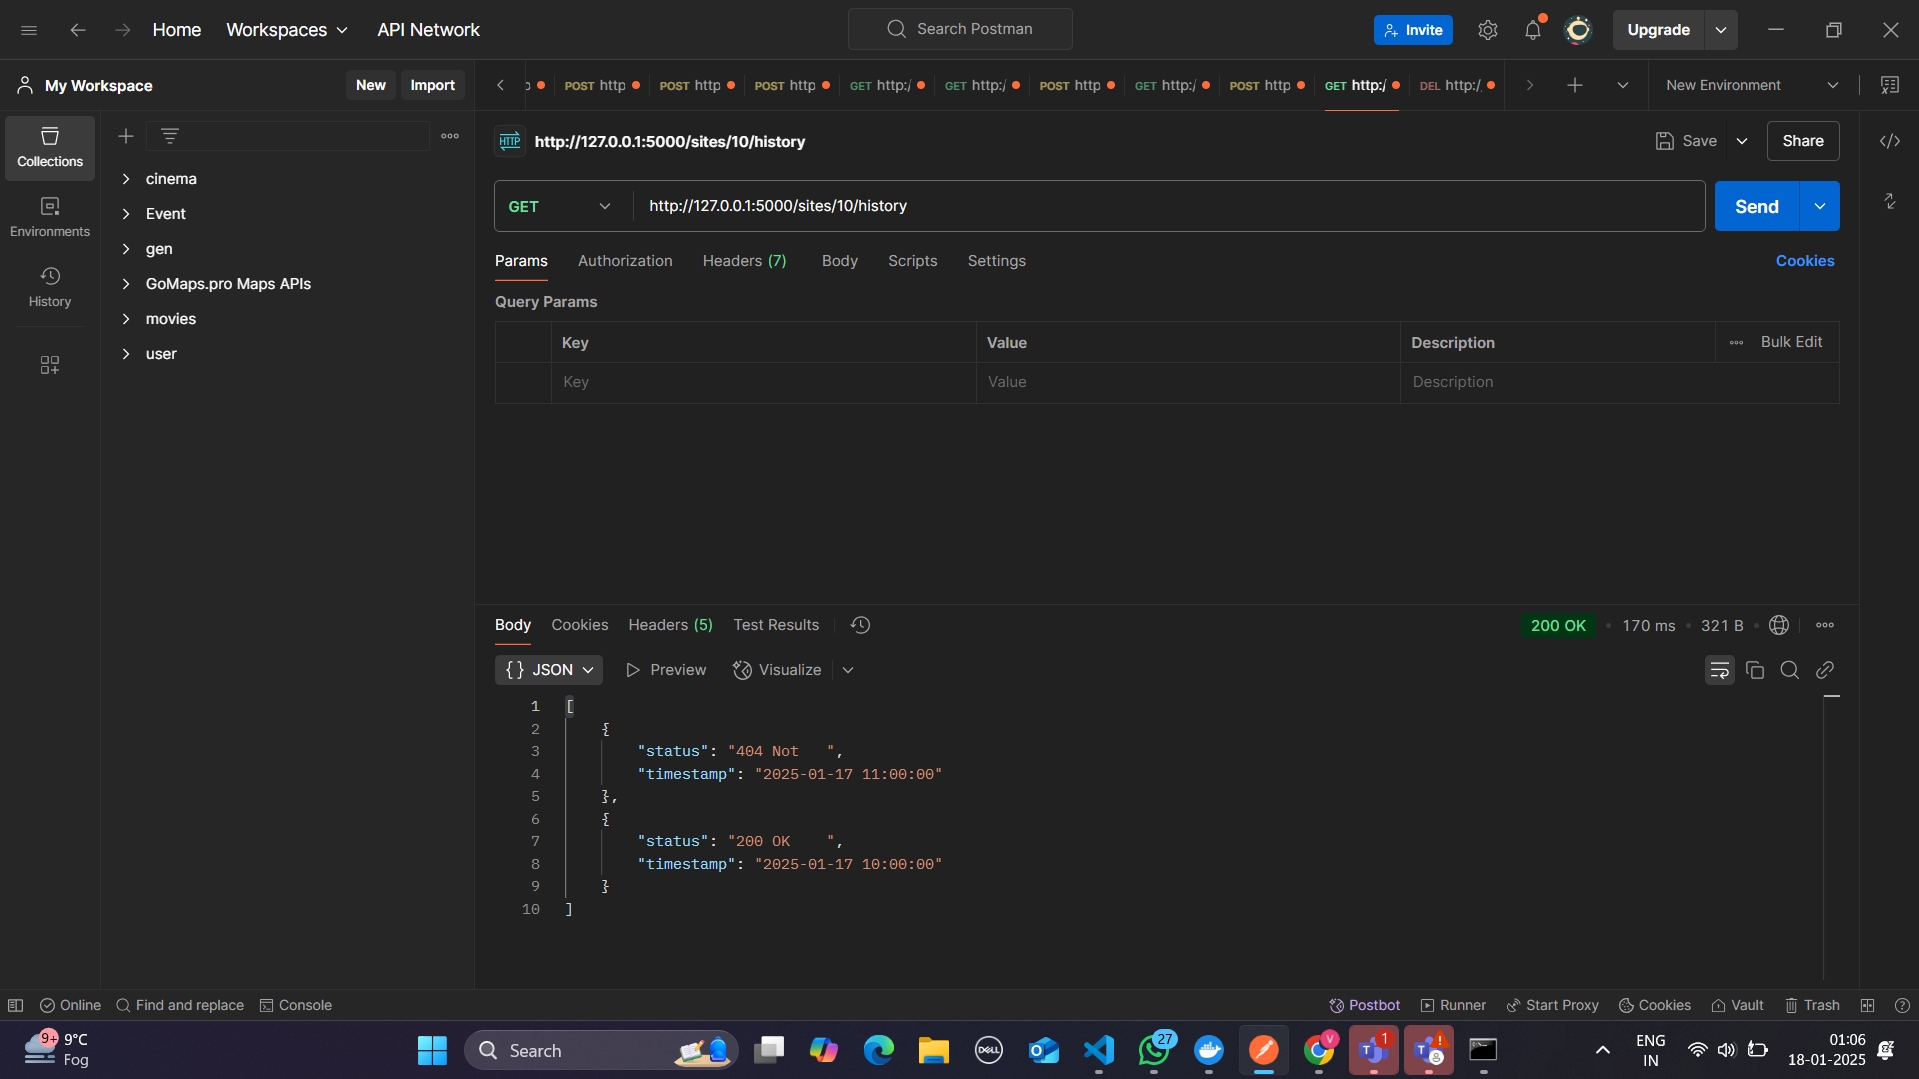 Home Workspaces API Network Search Postman Invite Upgrade
My Workspace New Import POST http POST http POST http GET http:/ GET http:/ POST http GET http:/ POST http GET http:/ DEL http:/ New Environment
Collections
Environments
History
cinema
Event
gen
GoMaps.pro Maps APIs
movies
user
HTTP http://127.0.0.1:5000/sites/10/history Save Share
GET http://127.0.0.1:5000/sites/10/history Send
Params Authorization Headers (7) Body Scripts Settings Cookies
Query Params
Key Value Description Bulk Edit
Key Value Description
Body Cookies Headers (5) Test Results 200 OK 170 ms 321 B
{} JSON Preview Visualize
1 [
2 {
3 "status": "404 Not   ",
4 "timestamp": "2025-01-17 11:00:00"
5 },
6 {
7 "status": "200 OK    ",
8 "timestamp": "2025-01-17 10:00:00"
9 }
10 ]
Online Find and replace Console Postbot Runner Start Proxy Cookies Vault Trash
9+ 9°C
Fog
Search
DELL
27
V
1
ENG
IN
01:06
18-01-2025